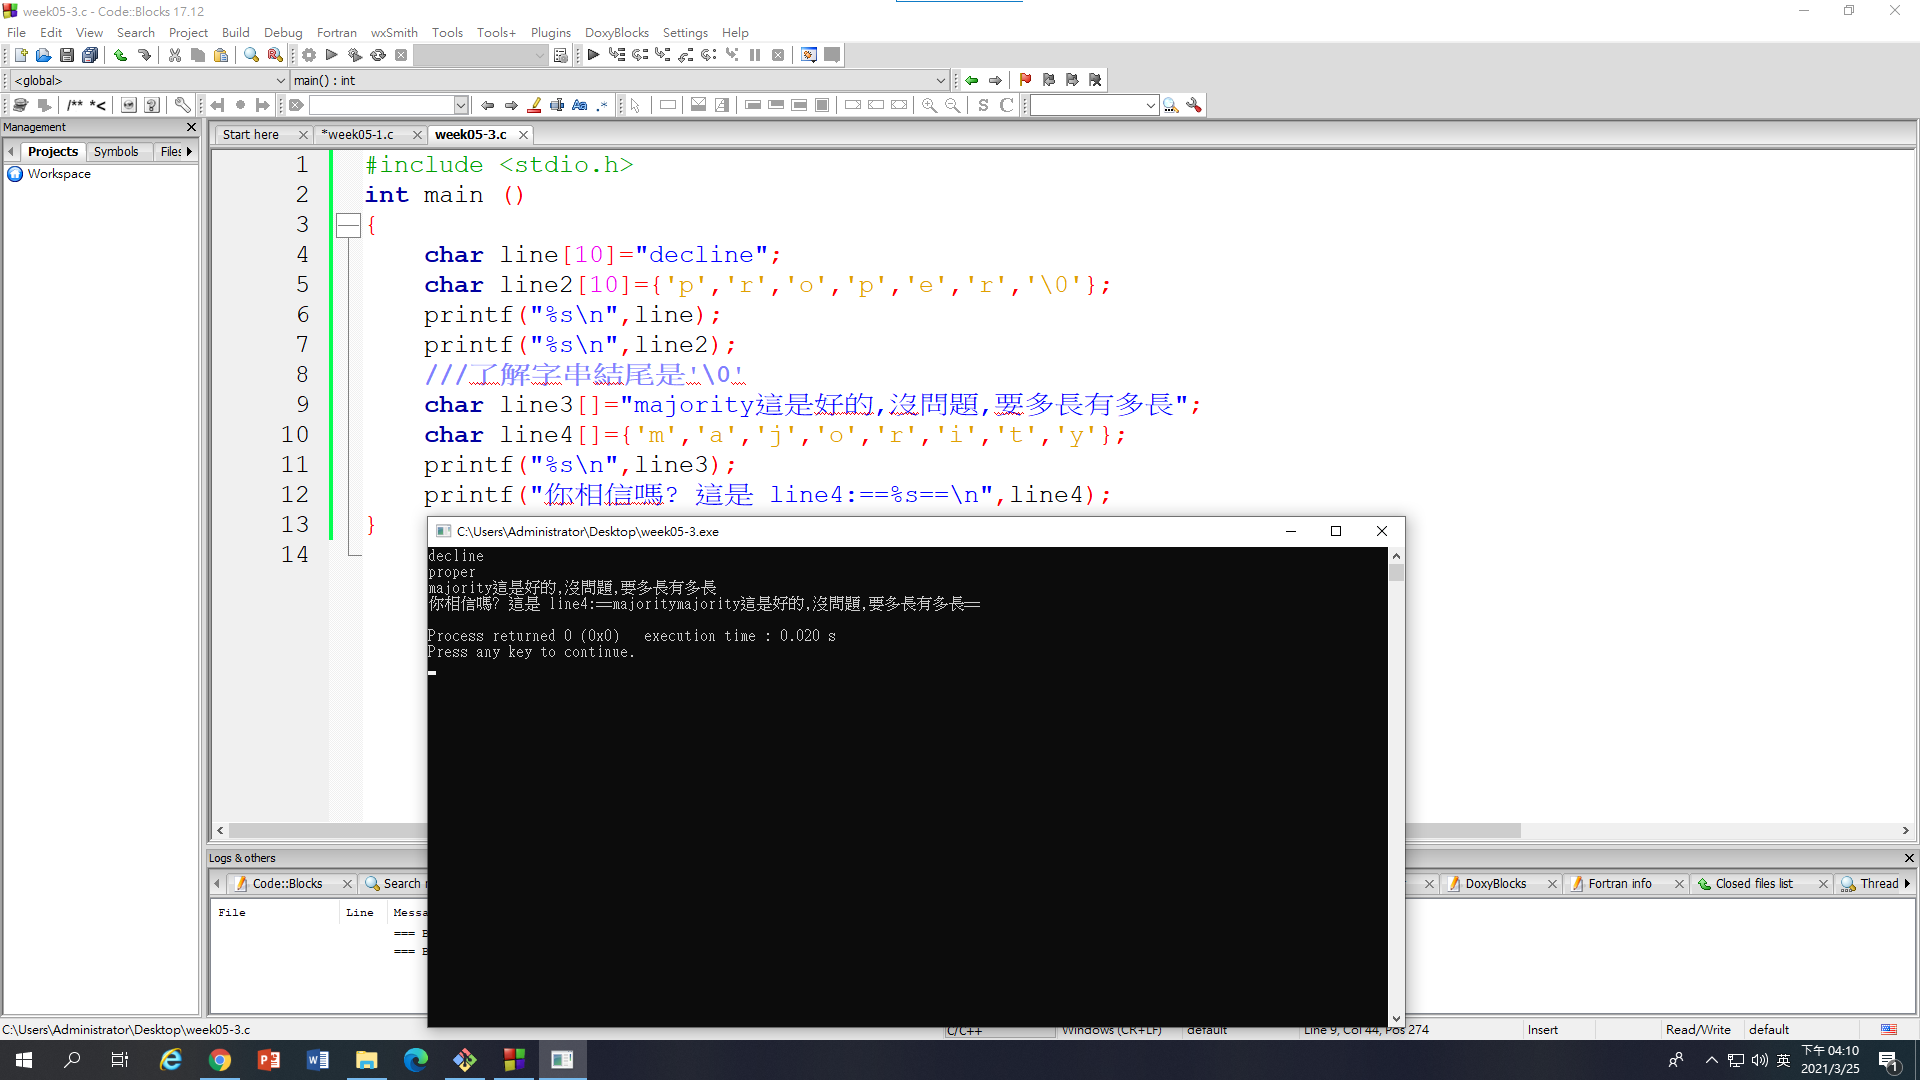 week05-3.c - Code::Blocks 17.12
File Edit View Search Project Build Debug Fortran wxSmith Tools Tools+ Plugins DoxyBlocks Settings Help
<global> main() : int
/** *<
S C
Management
Start here *week05-1.c week05-3.c
Projects Symbols Files
Workspace
1 #include <stdio.h>
2 int main ()
3 {
4 char line[10]="decline";
5 char line2[10]={'p','r','o','p','e','r','\0'};
6 printf("%s\n",line);
7 printf("%s\n",line2);
8 ///了解字串結尾是'\0'
9 char line3[]="majority這是好的,沒問題,要多長有多長";
10 char line4[]={'m','a','j','o','r','i','t','y'};
11 printf("%s\n",line3);
12 printf("你相信嗎? 這是 line4:==%s==\n",line4);
13 }
14
C:\Users\Administrator\Desktop\week05-3.exe
decline
proper
majority這是好的,沒問題,要多長有多長
你相信嗎? 這是 line4:==majoritymajority這是好的,沒問題,要多長有多長==
Process returned 0 (0x0) execution time : 0.020 s
Press any key to continue.
Logs & others
Code::Blocks Search DoxyBlocks Fortran info Closed files list Thread
File Line Messa
===
===
C:\Users\Administrator\Desktop\week05-3.c C/C++ Windows (CR+LF) default Line 9, Col 44, Pos 274 Insert Read/Write default
英 下午 04:10
2021/3/25
1